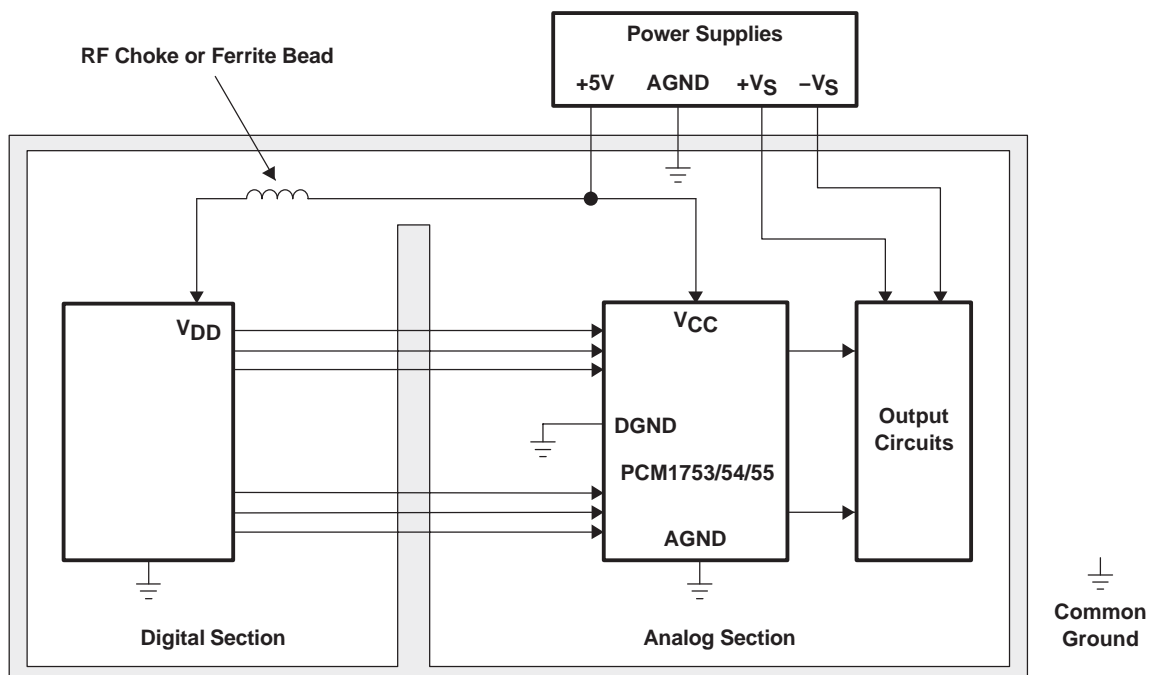 Power Supplies
RF Choke or Ferrite Bead
+5V AGND +VS –VS
VDD
VCC
DGND
Output
Circuits
PCM1753/54/55
AGND
Common
Ground
Digital Section
Analog Section